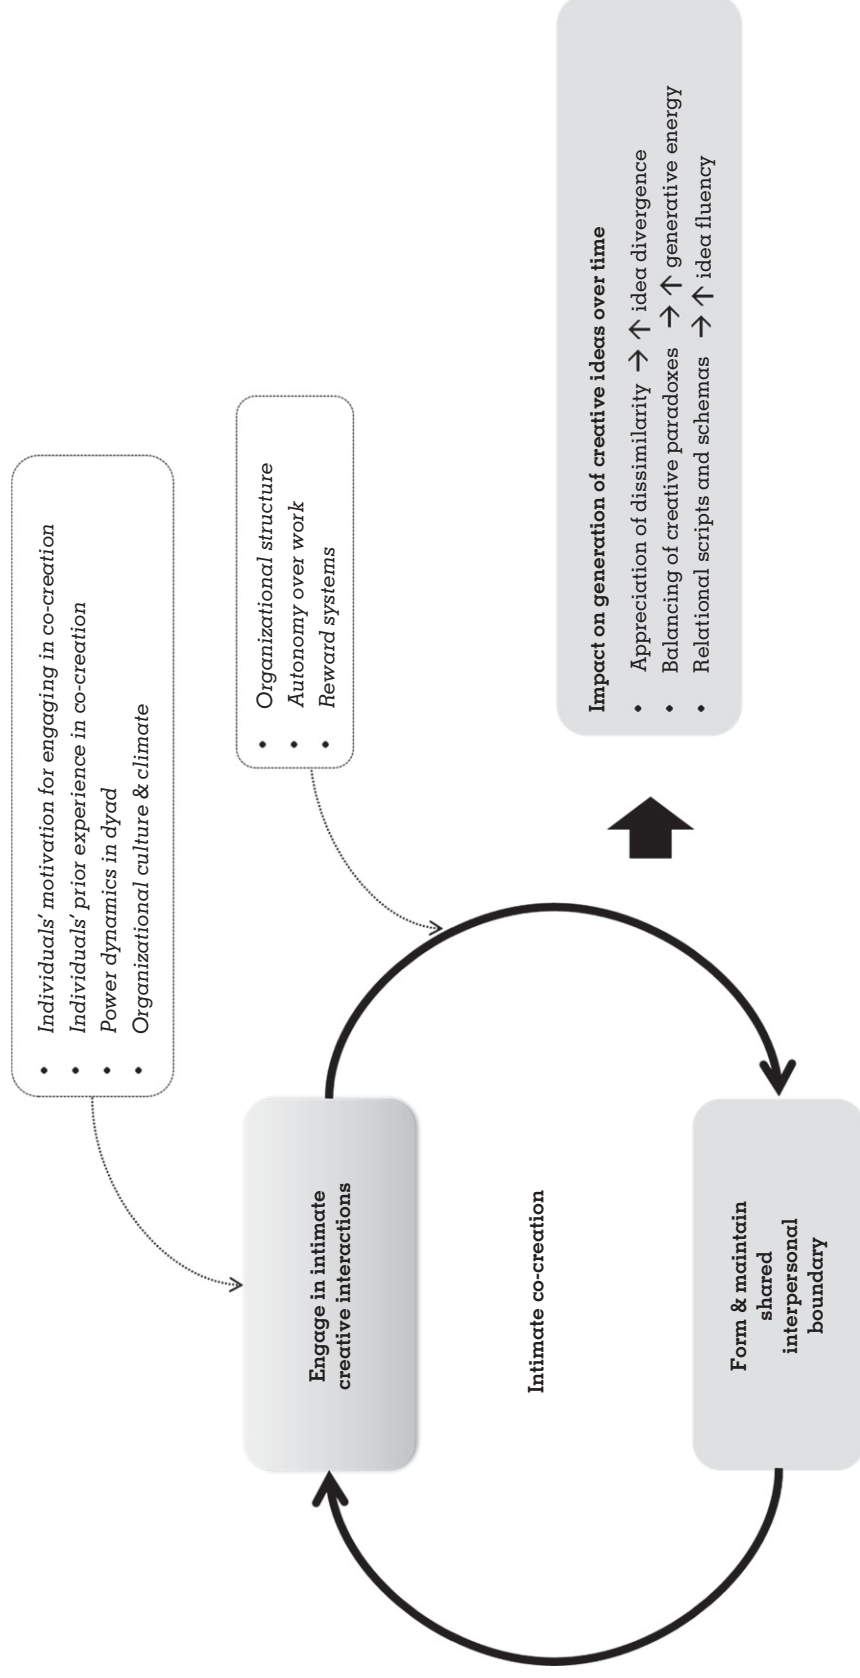 • Individuals' motivation for engaging in co-creation
• Individuals' prior experience in co-creation
• Power dynamics in dyad
• Organizational culture & climate
• Organizational structure
• Autonomy over work
• Reward systems
Engage in intimate
creative interactions
Intimate co-creation
Form & maintain
shared
interpersonal
boundary
Impact on generation of creative ideas over time
• Appreciation of dissimilarity → ↑ idea divergence
• Balancing of creative paradoxes → ↑ generative energy
• Relational scripts and schemas → ↑ idea fluency